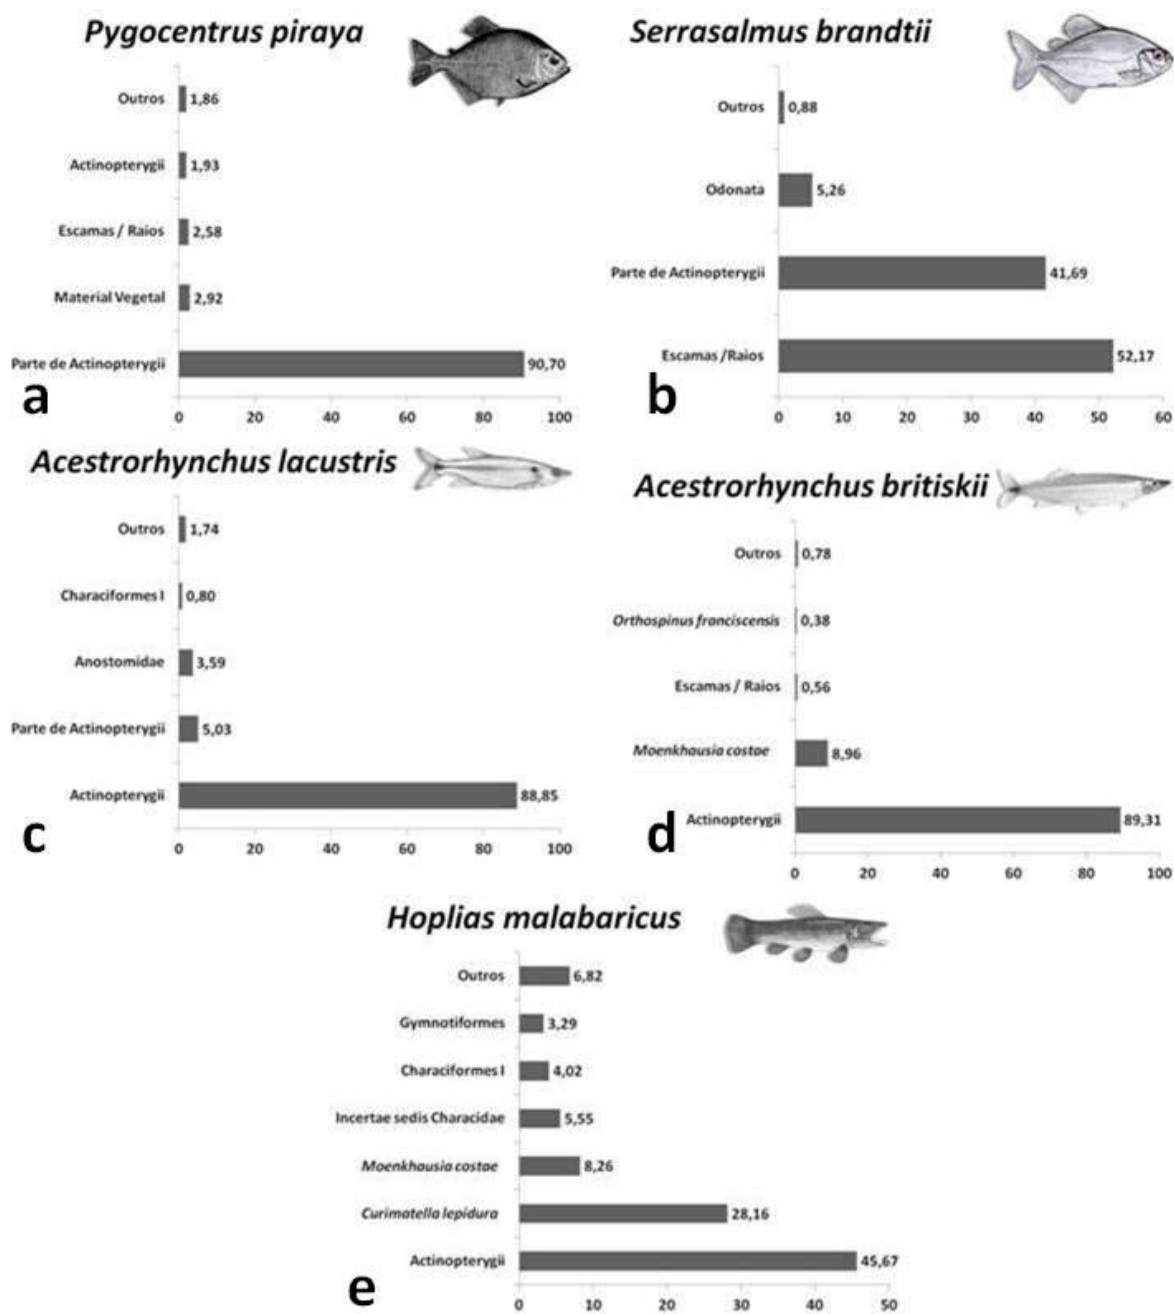 Pygocentrus piraya
Outros 1,86
Actinopterygii 1,93
Escamas / Raios 2,58
Material Vegetal 2,92
Parte de Actinopterygii 90,70
0 20 40 60 80 100
a
Serrasalmus brandtii
Outros 0,88
Odonata 5,26
Parte de Actinopterygii 41,69
Escamas /Raios 52,17
0 10 20 30 40 50 60
b
Acestrorhynchus lacustris
Outros 1,74
Characiformes I 0,80
Anostomidae 3,59
Parte de Actinopterygii 5,03
Actinopterygii 88,85
0 20 40 60 80 100
c
Acestrorhynchus britiskii
Outros 0,78
Orthospinus franciscensis 0,38
Escamas / Raios 0,56
Moenkhausia costae 8,96
Actinopterygii 89,31
0 20 40 60 80 100
d
Hoplias malabaricus
Outros 6,82
Gymnotiformes 3,29
Characiformes I 4,02
Incertae sedis Characidae 5,55
Moenkhausia costae 8,26
Curimatella lepidura 28,16
Actinopterygii 45,67
0 10 20 30 40 50
e